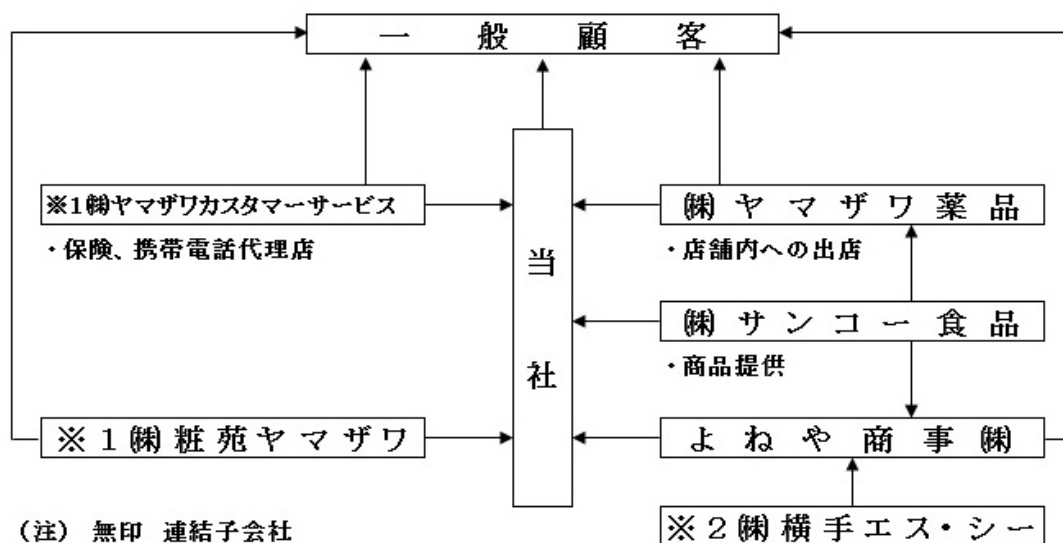 一般顧客
※1㈱ヤマザワカスタマーサービス
・保険、携帯電話代理店
※1㈱粧苑ヤマザワ
当社
㈱ヤマザワ薬品
・店舗内への出店
㈱サンコー食品
・商品提供
よねや商事㈱
※2㈱横手エス・シー
(注) 無印 連結子会社